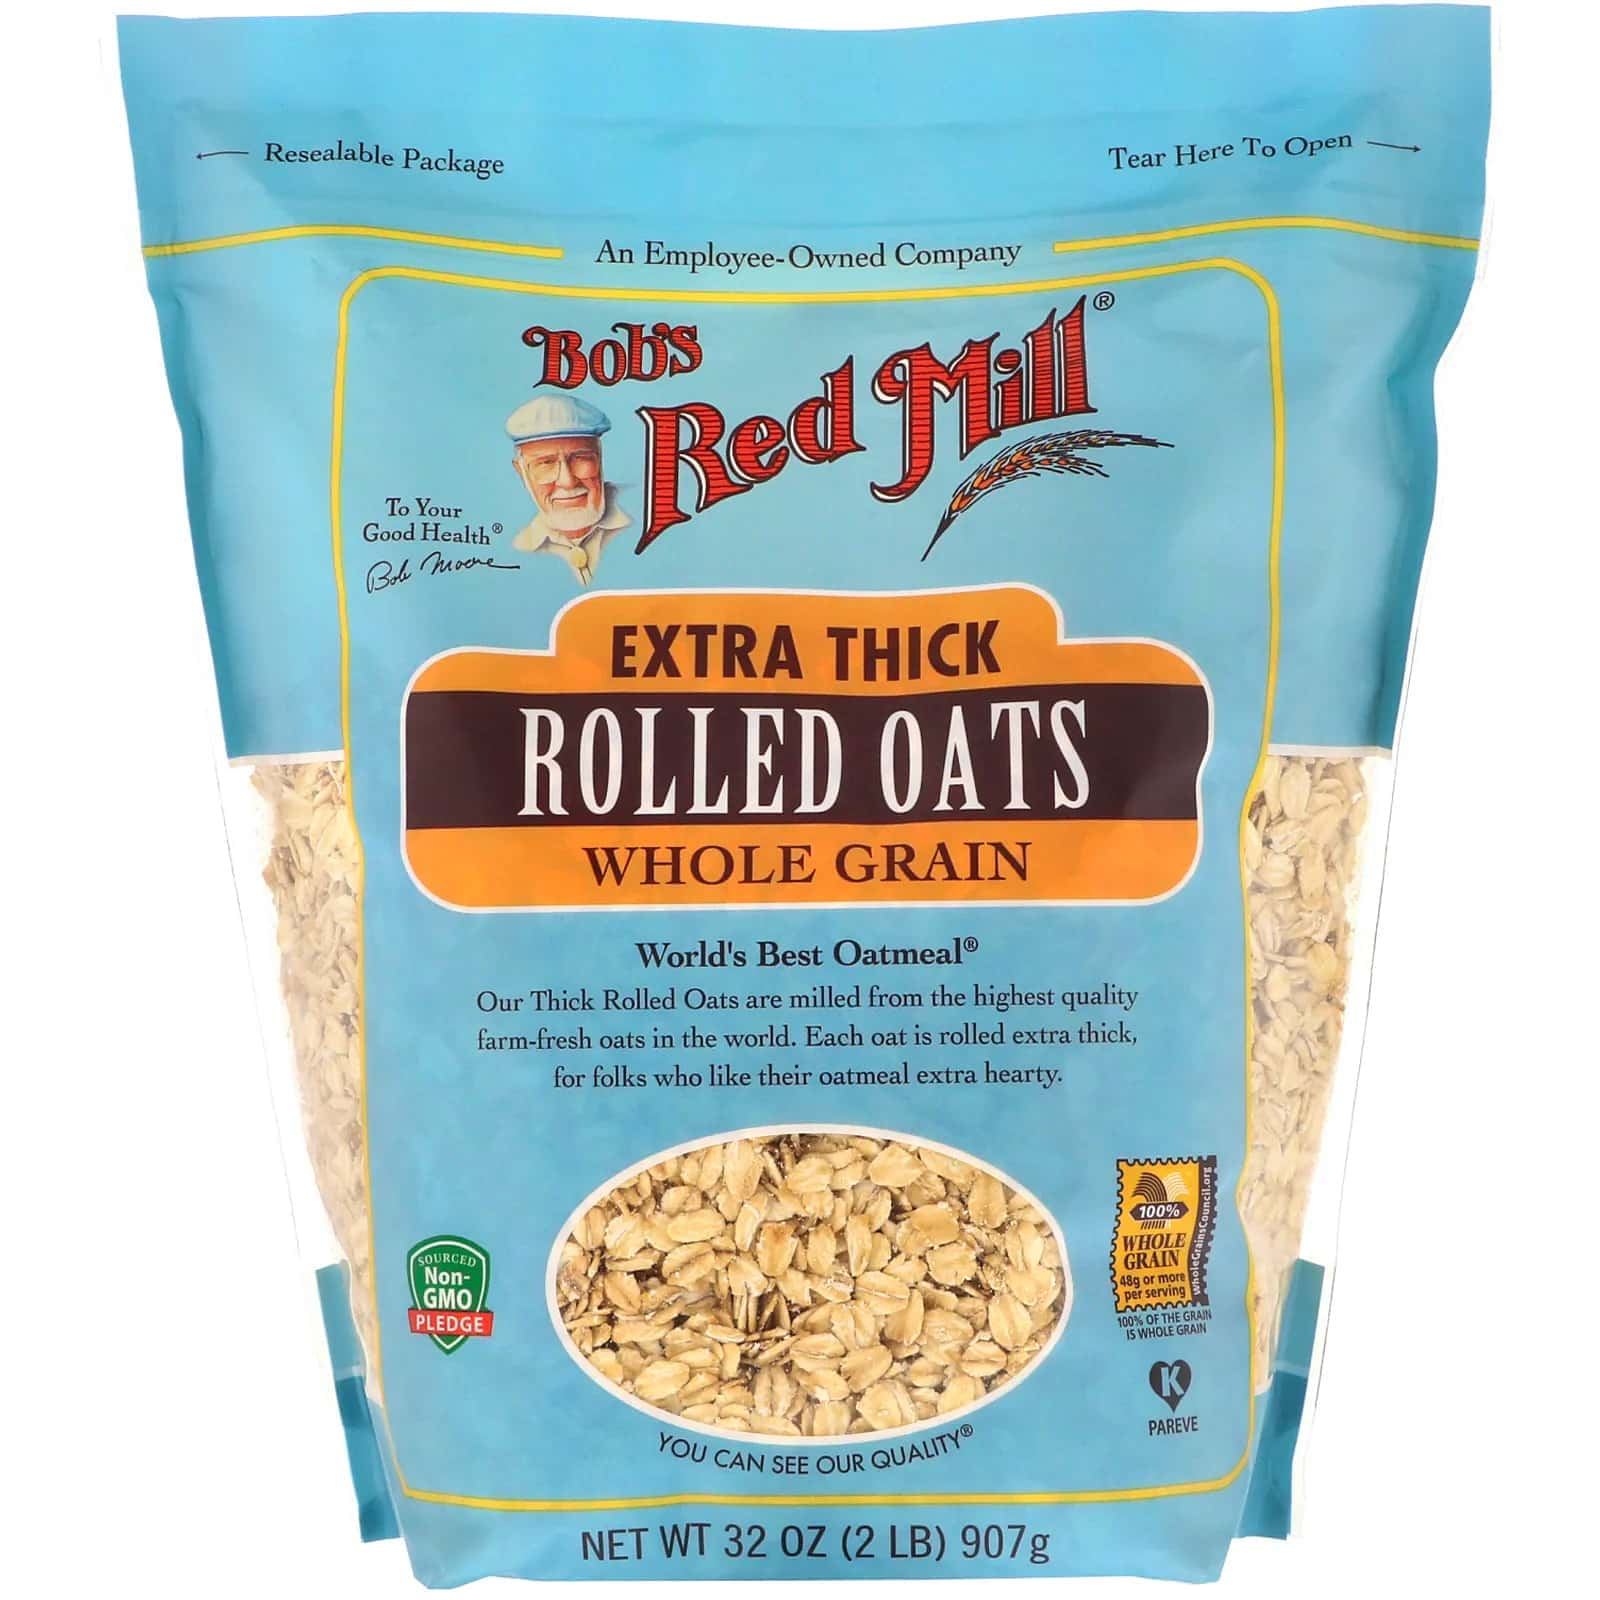 Resealable Package
Tear Here To Open
An Employee-Owned Company
Bob's
Red Mill®
To Your
Good Health®
Bob Moore
EXTRA THICK
ROLLED OATS
WHOLE GRAIN
World's Best Oatmeal®
Our Thick Rolled Oats are milled from the highest quality
farm-fresh oats in the world. Each oat is rolled extra thick,
for folks who like their oatmeal extra hearty.
SOURCED
Non-
GMO
PLEDGE
100%
WHOLE
GRAIN
48g or more
per serving
WholeGrainsCouncil.org
100% OF THE GRAIN
IS WHOLE GRAIN
K
PAREVE
YOU CAN SEE OUR QUALITY®
NET WT 32 OZ (2 LB) 907g